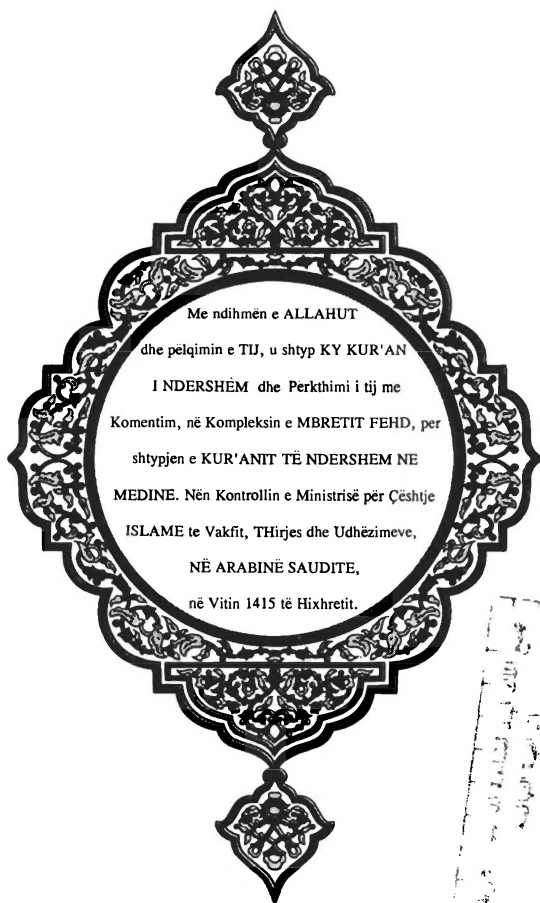 Me ndihmën e ALLAHUT
dhe pëlqimin e TIJ, u shtyp KY KUR'AN
I NDERSHËM dhe Përkthimi i tij me
Komentim, në Kompleksin e MBRETIT FEHD, per
shtypjen e KUR'ANIT TË NDERSHEM NE
MEDINE. Nën Kontrollin e Ministrisë për Çështje
ISLAME te Vakfit, THirjes dhe Udhëzimeve,
NË ARABINË SAUDITE,
në Vitin 1415 të Hixhretit.